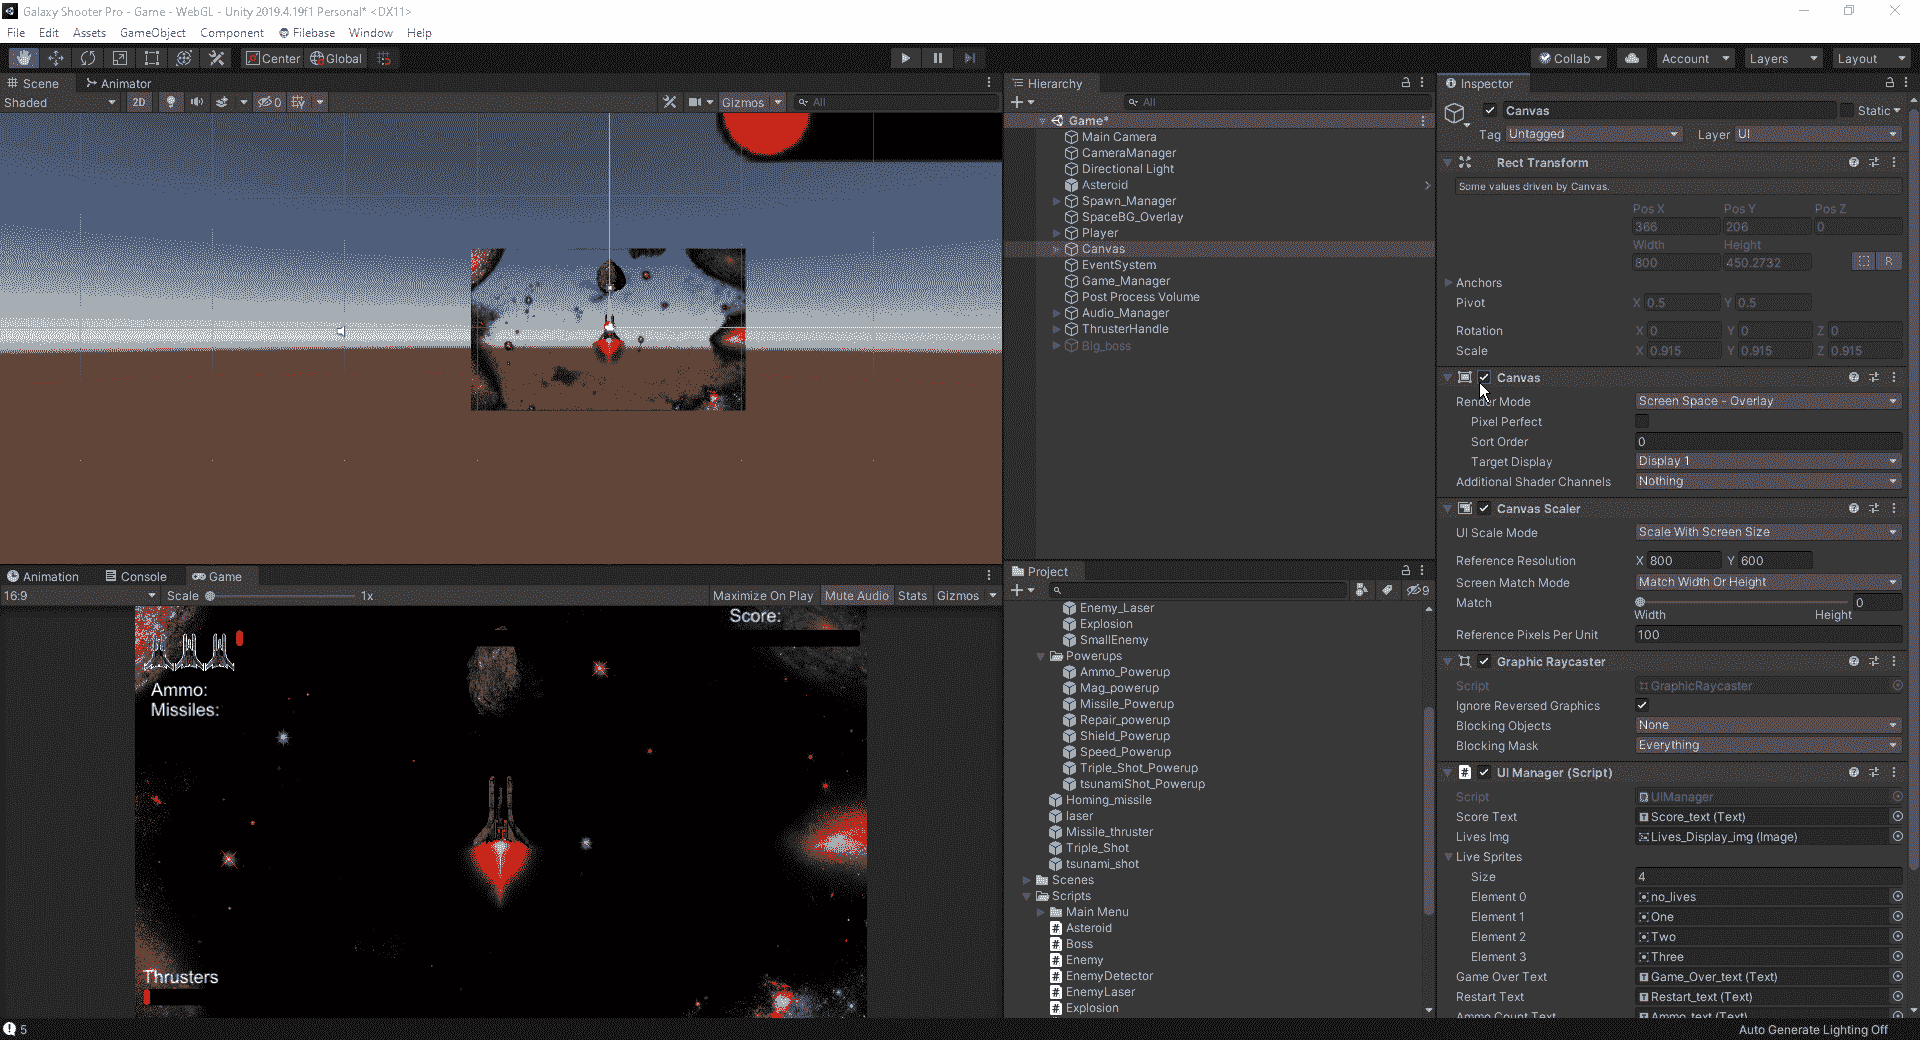 Galaxy Shooter Pro - Game - WebGL - Unity 2019.4.19f1 Personal* <DX11>
File Edit Assets GameObject Component Filebase Window Help
Center Global
Collab Account Layers Layout
Scene Animator
Shaded 2D 0 Gizmos All
Hierarchy
All
Game*
Main Camera
CameraManager
Directional Light
Asteroid
Spawn_Manager
SpaceBG_Overlay
Player
Canvas
EventSystem
Game_Manager
Post Process Volume
Audio_Manager
ThrusterHandle
BIg_boss
Animation Console Game
16:9 Scale 1x Maximize On Play Mute Audio Stats Gizmos
Score:
Ammo:
Missiles:
Thrusters
5
Project
9
Enemy_Laser
Explosion
SmallEnemy
Powerups
Ammo_Powerup
Mag_powerup
Missile_Powerup
Repair_powerup
Shield_Powerup
Speed_Powerup
Triple_Shot_Powerup
tsunamiShot_Powerup
Homing_missile
laser
Missile_thruster
Triple_Shot
tsunami_shot
Scenes
Scripts
Main Menu
Asteroid
Boss
Enemy
EnemyDetector
EnemyLaser
Explosion
Inspector
Canvas Static
Tag Untagged Layer UI
Rect Transform
Some values driven by Canvas.
Pos X Pos Y Pos Z
366 206 0
Width Height
800 450.2732 R
Anchors
Pivot X 0.5 Y 0.5
Rotation X 0 Y 0 Z 0
Scale X 0.915 Y 0.915 Z 0.915
Canvas
Render Mode Screen Space - Overlay
Pixel Perfect
Sort Order 0
Target Display Display 1
Additional Shader Channels Nothing
Canvas Scaler
UI Scale Mode Scale With Screen Size
Reference Resolution X 800 Y 600
Screen Match Mode Match Width Or Height
Match 0
Width Height
Reference Pixels Per Unit 100
Graphic Raycaster
Script GraphicRaycaster
Ignore Reversed Graphics
Blocking Objects None
Blocking Mask Everything
UI Manager (Script)
Script UIManager
Score Text Score_text (Text)
Lives Img Lives_Display_img (Image)
Live Sprites
Size 4
Element 0 no_lives
Element 1 One
Element 2 Two
Element 3 Three
Game Over Text Game_Over_text (Text)
Restart Text Restart_text (Text)
Ammo Count Text Ammo_text (Text)
Auto Generate Lighting Off